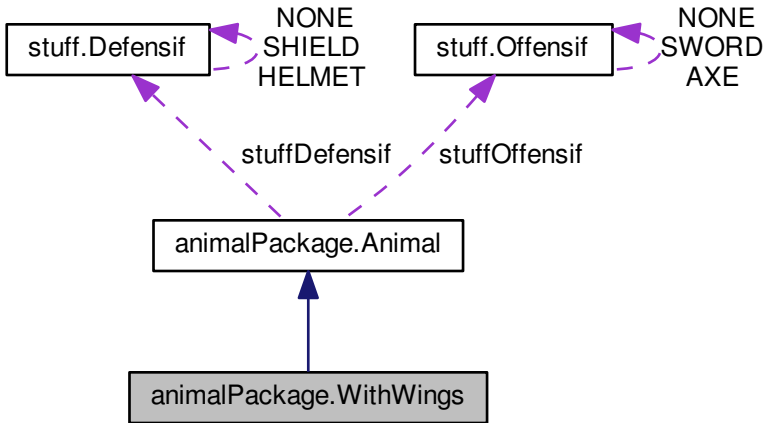 stuff.Defensif
NONE
SHIELD
HELMET
stuff.Offensif
NONE
SWORD
AXE
stuffDefensif
stuffOffensif
animalPackage.Animal
animalPackage.WithWings